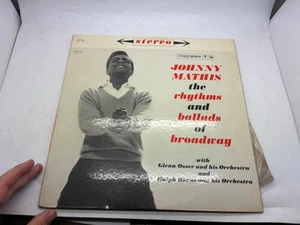 stereo
COLUMBIA
JOHNNY
MATHIS
the
rhythms
and
ballads
of
broadway
with
Glenn Osser and his Orchestra
and
Ralph Burns and his Orchestra